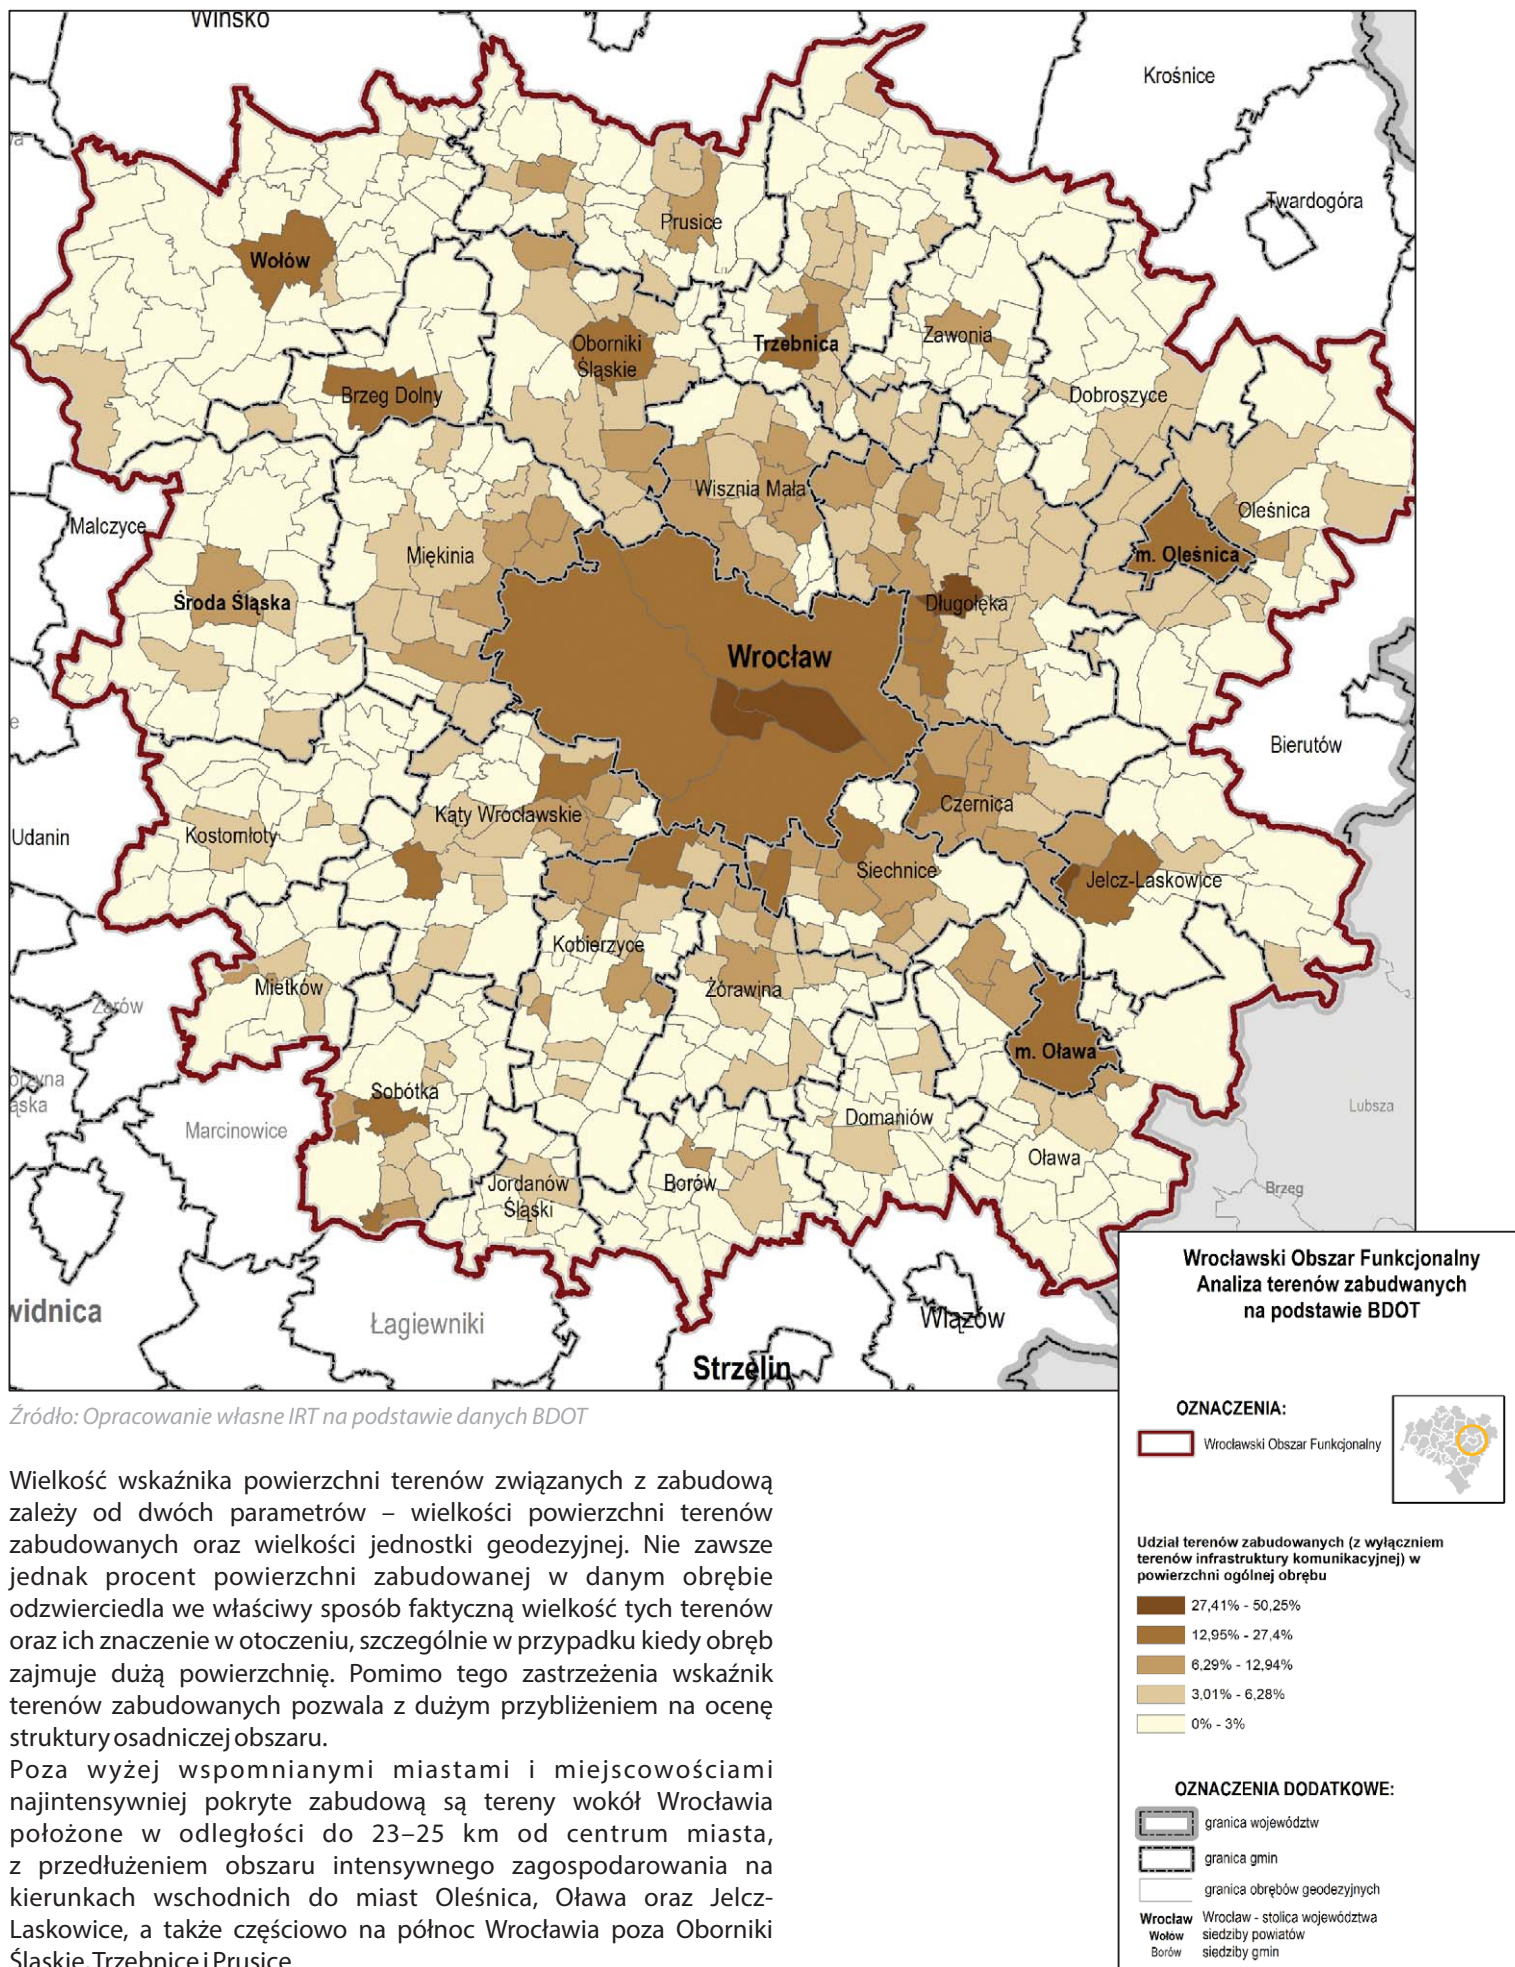 Winsko
Krośnice
Twardogóra
Prusice
Wołów
Oborniki
Śląskie
Trzebnica
Zawonia
Brzeg Dolny
Dobroszyce
Wisznia Mała
Oleśnica
Malczyce
Miękinia
m. Oleśnica
Środa Śląska
Długołęka
Wrocław
Bierutów
Czernica
Kąty Wrocławskie
Udanin
Kostomłoty
Siechnice
Jelcz-Laskowice
Kobierzyce
Mietków
Żórawina
Żarów
m. Oława
Sobótka
Lubsza
Domaniów
Marcinowice
Oława
Jordanów
Śląski
Borów
Brzeg
widnica
Łagiewniki
Wiązów
Strzelin
Wrocławski Obszar Funkcjonalny
Analiza terenów zabudwanych
na podstawie BDOT
OZNACZENIA:
Wrocławski Obszar Funkcjonalny
Udział terenów zabudowanych (z wyłączniem
terenów infrastruktury komunikacyjnej) w
powierzchni ogólnej obrębu
27,41% - 50,25%
12,95% - 27,4%
6,29% - 12,94%
3,01% - 6,28%
0% - 3%
OZNACZENIA DODATKOWE:
granica województw
granica gmin
granica obrębów geodezyjnych
Wrocław Wrocław - stolica województwa
Wołów siedziby powiatów
Borów siedziby gmin
Źródło: Opracowanie własne IRT na podstawie danych BDOT
Wielkość wskaźnika powierzchni terenów związanych z zabudową
zależy od dwóch parametrów – wielkości powierzchni terenów
zabudowanych oraz wielkości jednostki geodezyjnej. Nie zawsze
jednak procent powierzchni zabudowanej w danym obrębie
odzwierciedla we właściwy sposób faktyczną wielkość tych terenów
oraz ich znaczenie w otoczeniu, szczególnie w przypadku kiedy obręb
zajmuje dużą powierzchnię. Pomimo tego zastrzeżenia wskaźnik
terenów zabudowanych pozwala z dużym przybliżeniem na ocenę
struktury osadniczej obszaru.
Poza wyżej wspomnianymi miastami i miejscowościami
najintensywniej pokryte zabudową są tereny wokół Wrocławia
położone w odległości do 23–25 km od centrum miasta,
z przedłużeniem obszaru intensywnego zagospodarowania na
kierunkach wschodnich do miast Oleśnica, Oława oraz Jelcz-
Laskowice, a także częściowo na północ Wrocławia poza Oborniki
Śląskie, Trzebnicę i Prusice